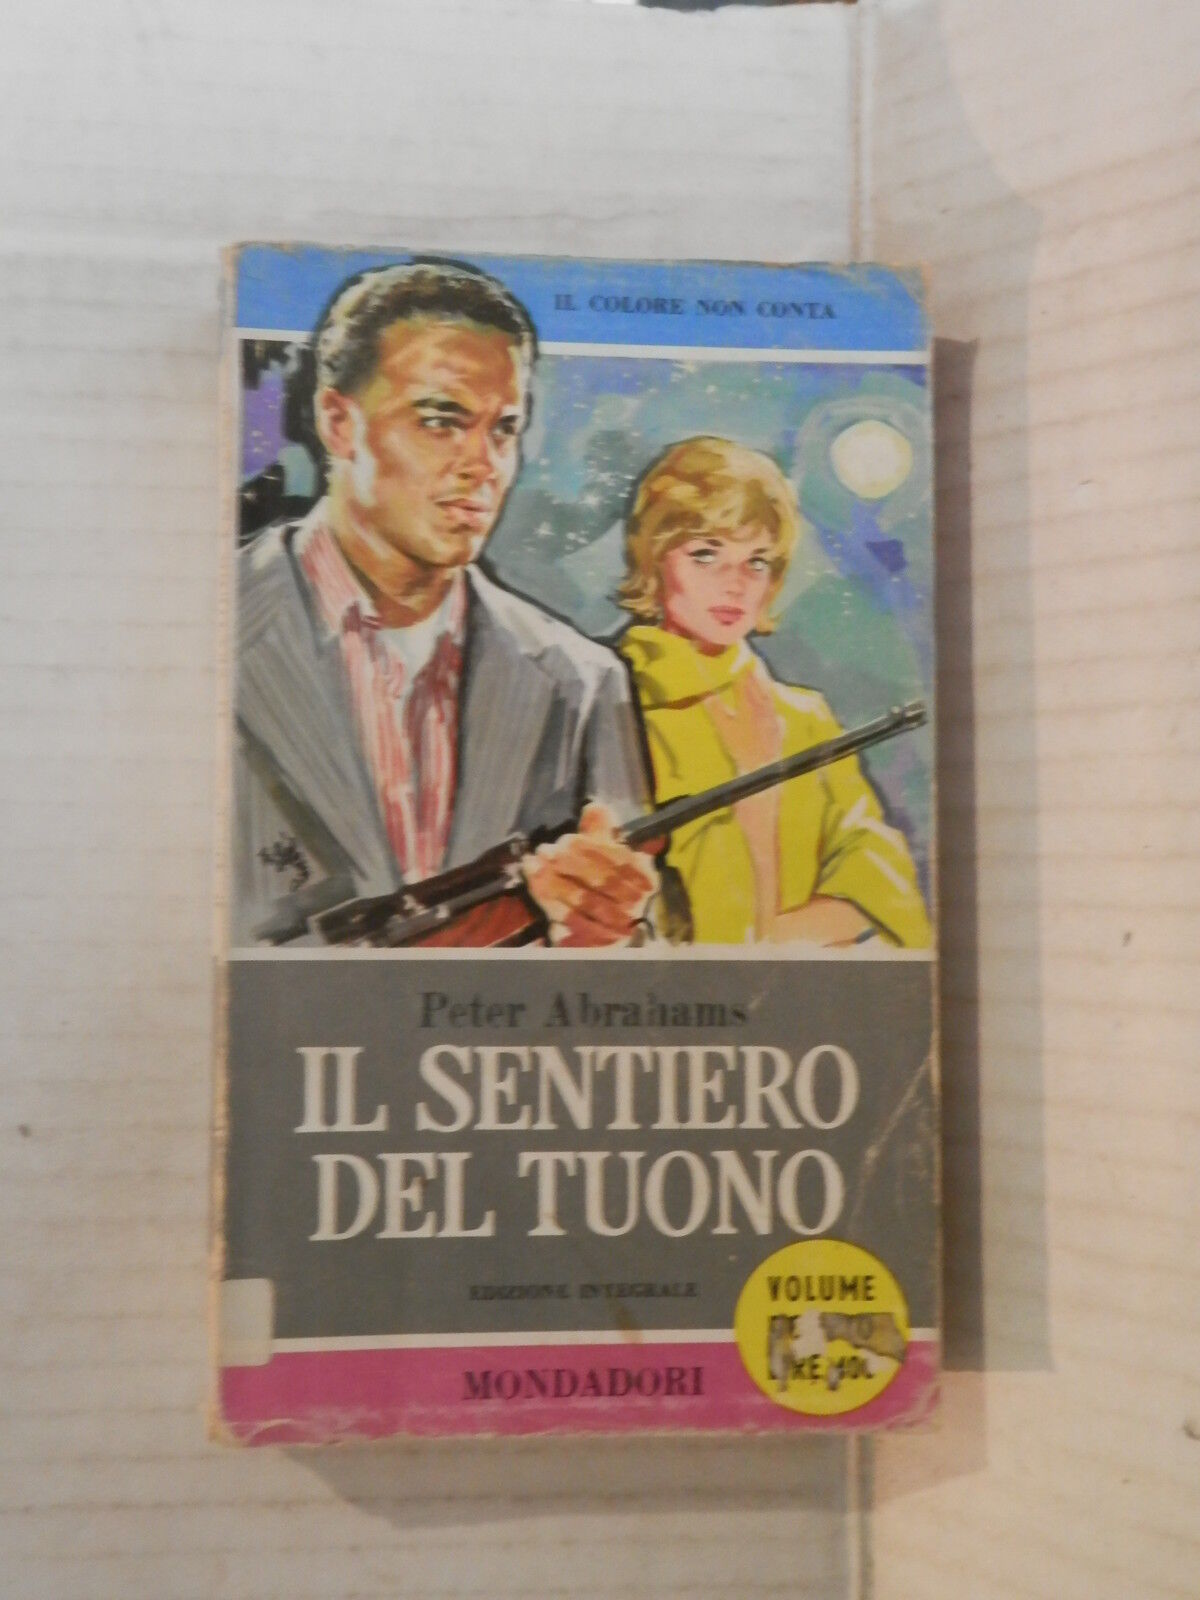 IL COLORE NON CONTA
Peter Abrahams
IL SENTIERO
DEL TUONO
EDIZIONE INTEGRALE
VOLUME
MONDADORI